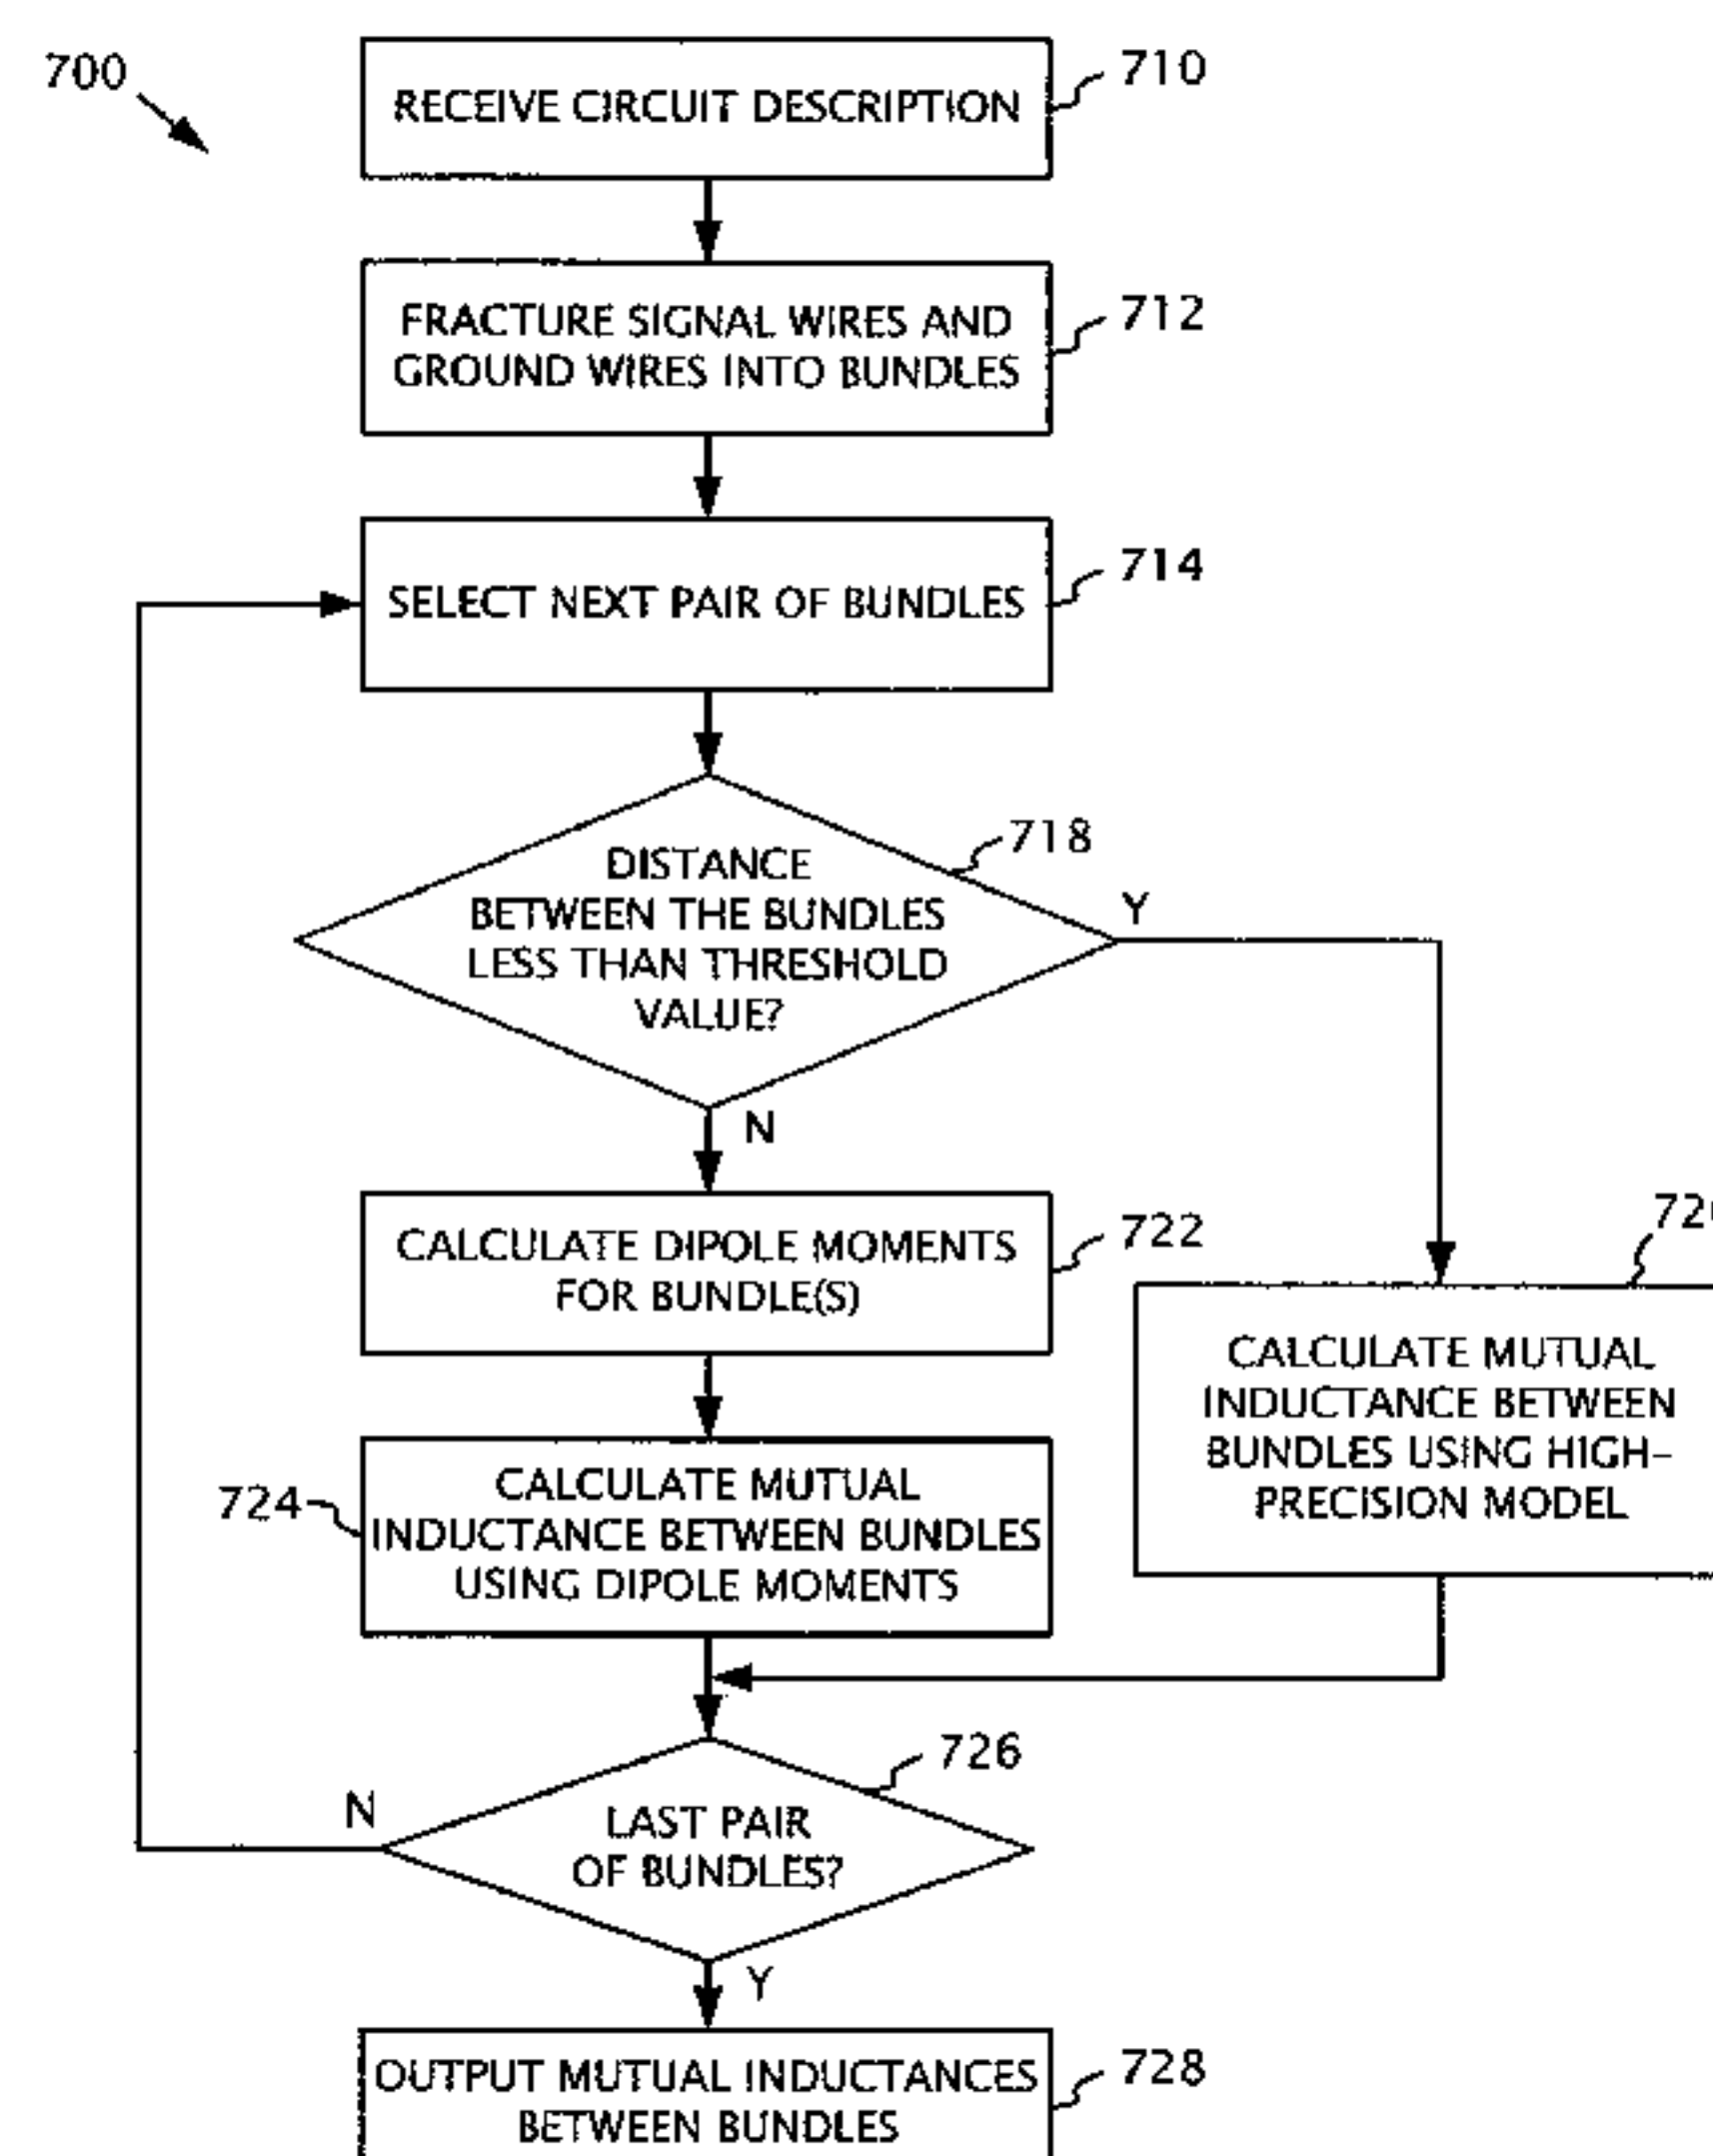 700
RECEIVE CIRCUIT DESCRIPTION
710
FRACTURE SIGNAL WIRES AND
GROUND WIRES INTO BUNDLES
712
SELECT NEXT PAIR OF BUNDLES
714
DISTANCE
BETWEEN THE BUNDLES
LESS THAN THRESHOLD
VALUE?
718
Y
N
CALCULATE DIPOLE MOMENTS
FOR BUNDLE(S)
722
CALCULATE MUTUAL
INDUCTANCE BETWEEN
BUNDLES USING HIGH-
PRECISION MODEL
724
CALCULATE MUTUAL
INDUCTANCE BETWEEN BUNDLES
USING DIPOLE MOMENTS
726
LAST PAIR
OF BUNDLES?
N
Y
OUTPUT MUTUAL INDUCTANCES
BETWEEN BUNDLES
728